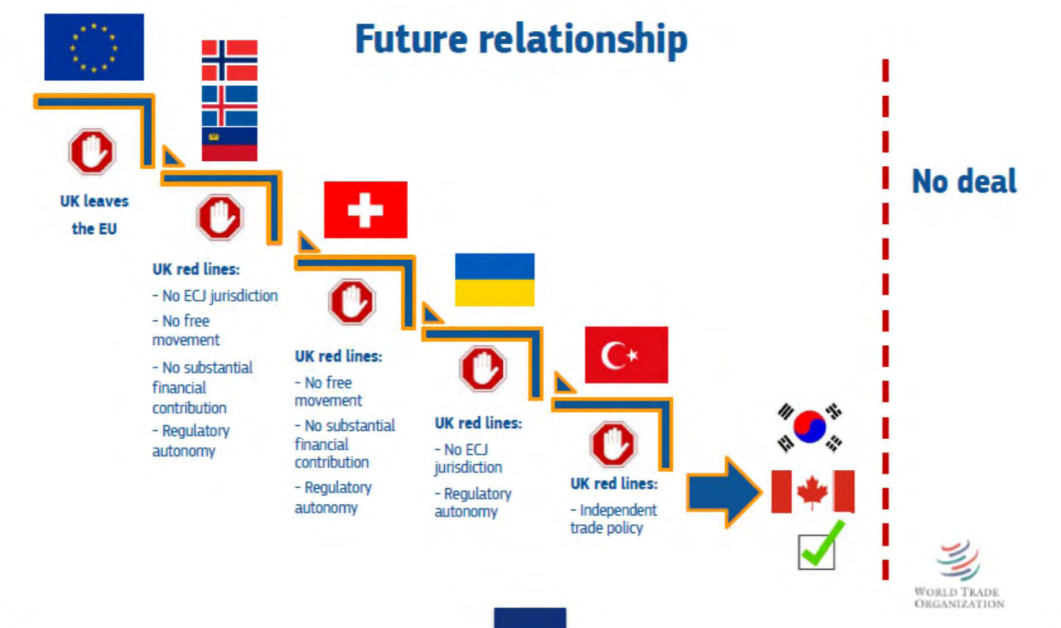 Future relationship
No deal
UK leaves
the EU
UK red lines:
- No ECJ jurisdiction
- No free
movement
- No substantial
financial
contribution
- Regulatory
autonomy
UK red lines:
- No free
movement
- No substantial
financial
contribution
- Regulatory
autonomy
UK red lines:
- No ECJ
jurisdiction
- Regulatory
autonomy
UK red lines:
- Independent
trade policy
WORLD TRADE
ORGANIZATION